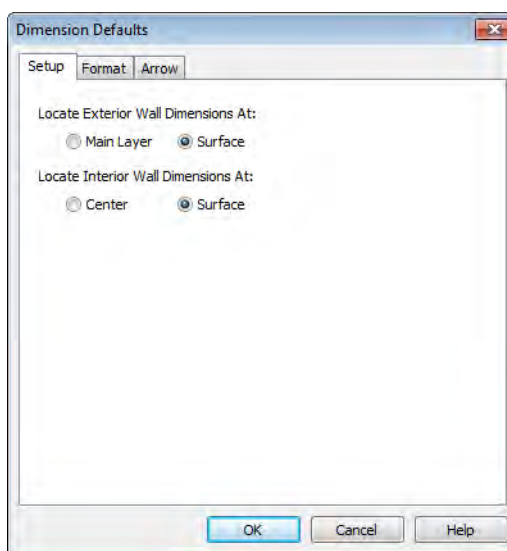 Dimension Defaults
Setup Format Arrow
Locate Exterior Wall Dimensions At:
Main Layer Surface
Locate Interior Wall Dimensions At:
Center Surface
OK Cancel Help